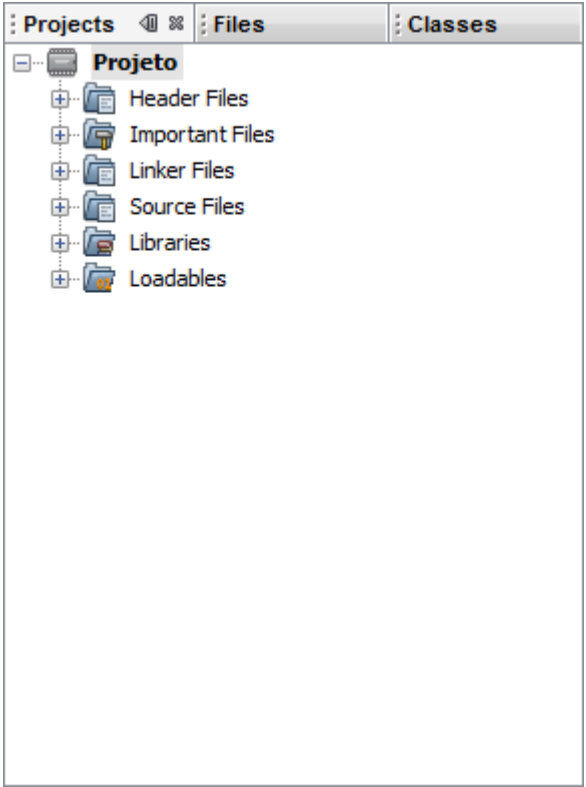 Projects Files Classes
Projeto
Header Files
Important Files
Linker Files
Source Files
Libraries
Loadables